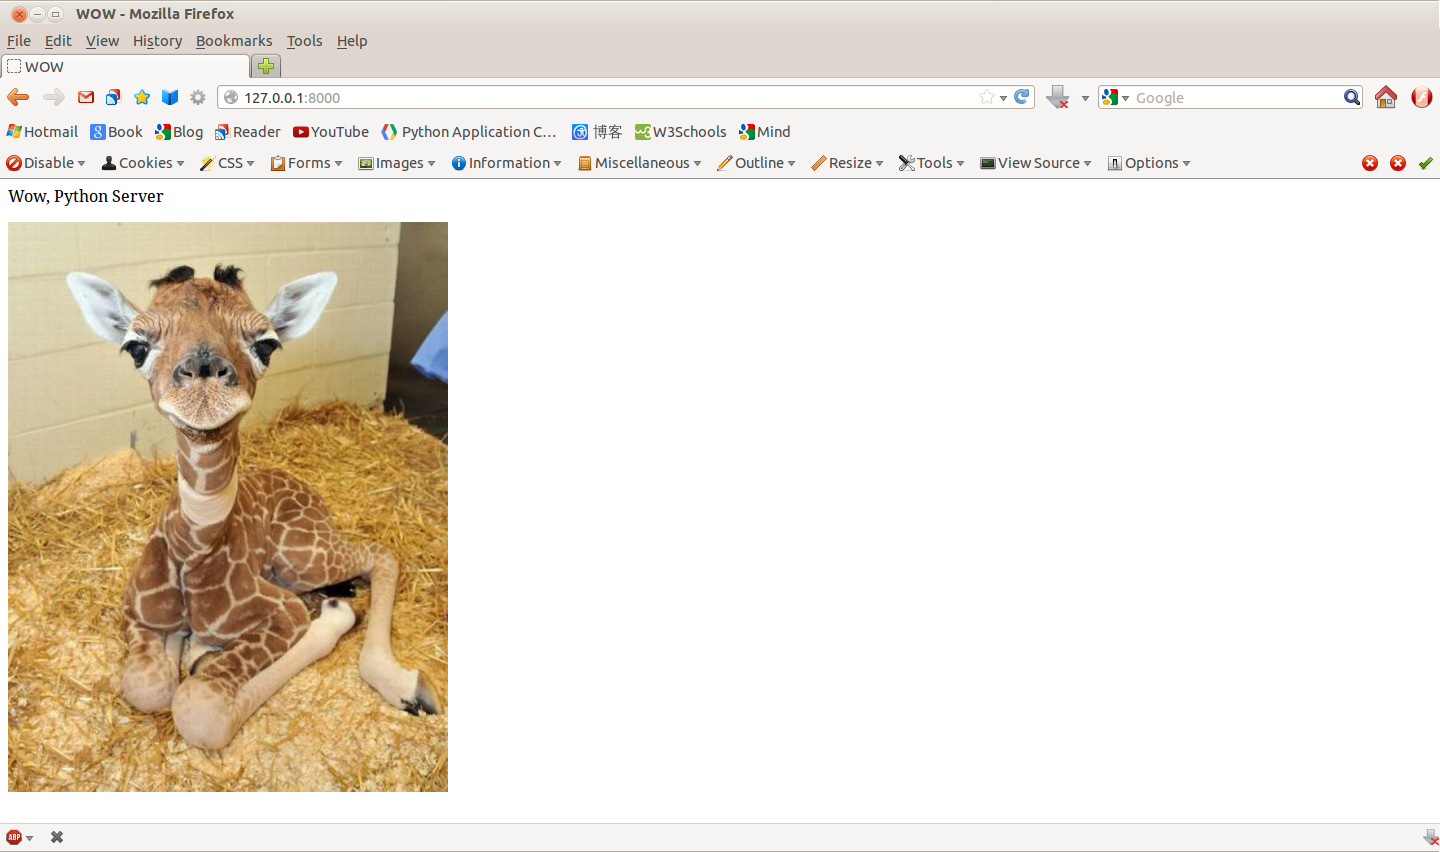 WOW - Mozilla Firefox
File Edit View History Bookmarks Tools Help
WOW
127.0.0.1:8000 Google
Hotmail Book Blog Reader YouTube Python Application C... 博客 W3Schools Mind
Disable Cookies CSS Forms Images Information Miscellaneous Outline Resize Tools View Source Options
Wow, Python Server
ABP